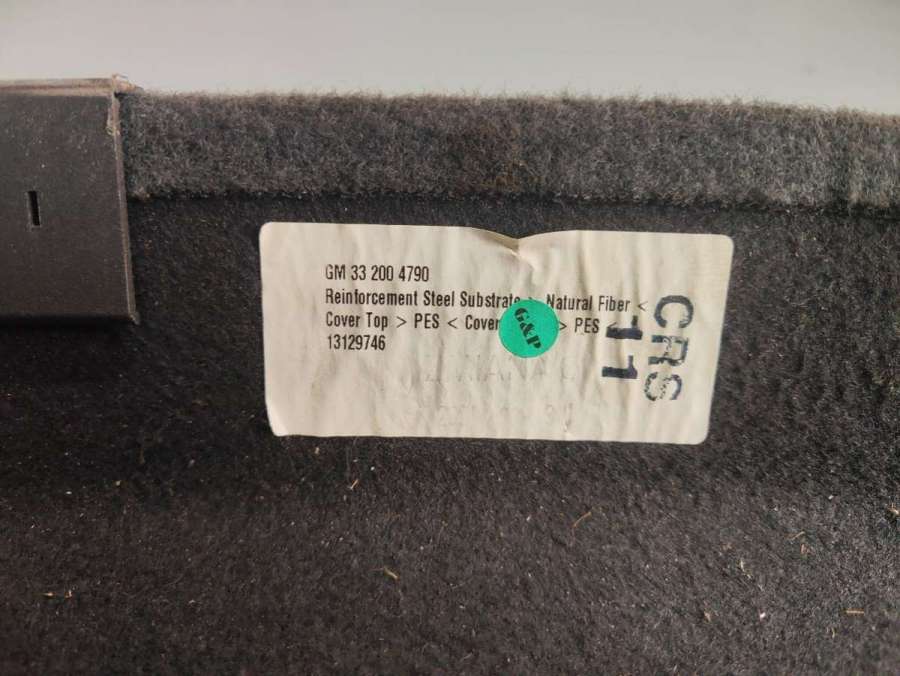 GM 33 200 4790
Reinforcement Steel Substrate > Natural Fiber <
Cover Top > PES < Cover > PES <
13129746
G&P
CRS
11